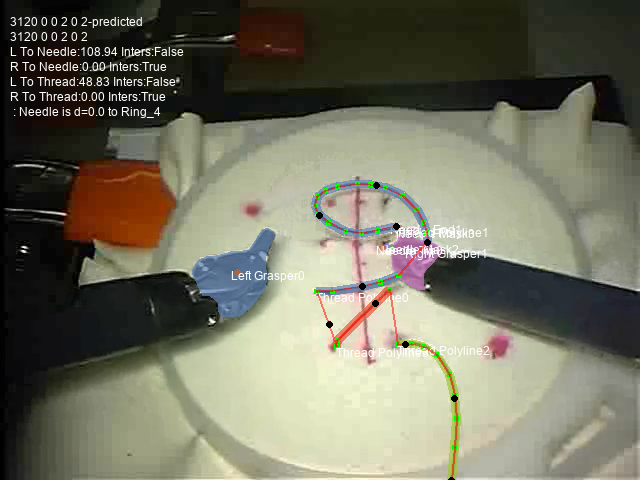 3120 0 0 2 0 2-predicted
3120 0 0 2 0 2
L To Needle:108.94 Inters:False
R To Needle:0.00 Inters:True
L To Thread:48.83 Inters:False
R To Thread:0.00 Inters:True
: Needle is d=0.0 to Ring_4
Left Grasper0
Right Grasper1
Thread Polyline0
Thread Polyline2